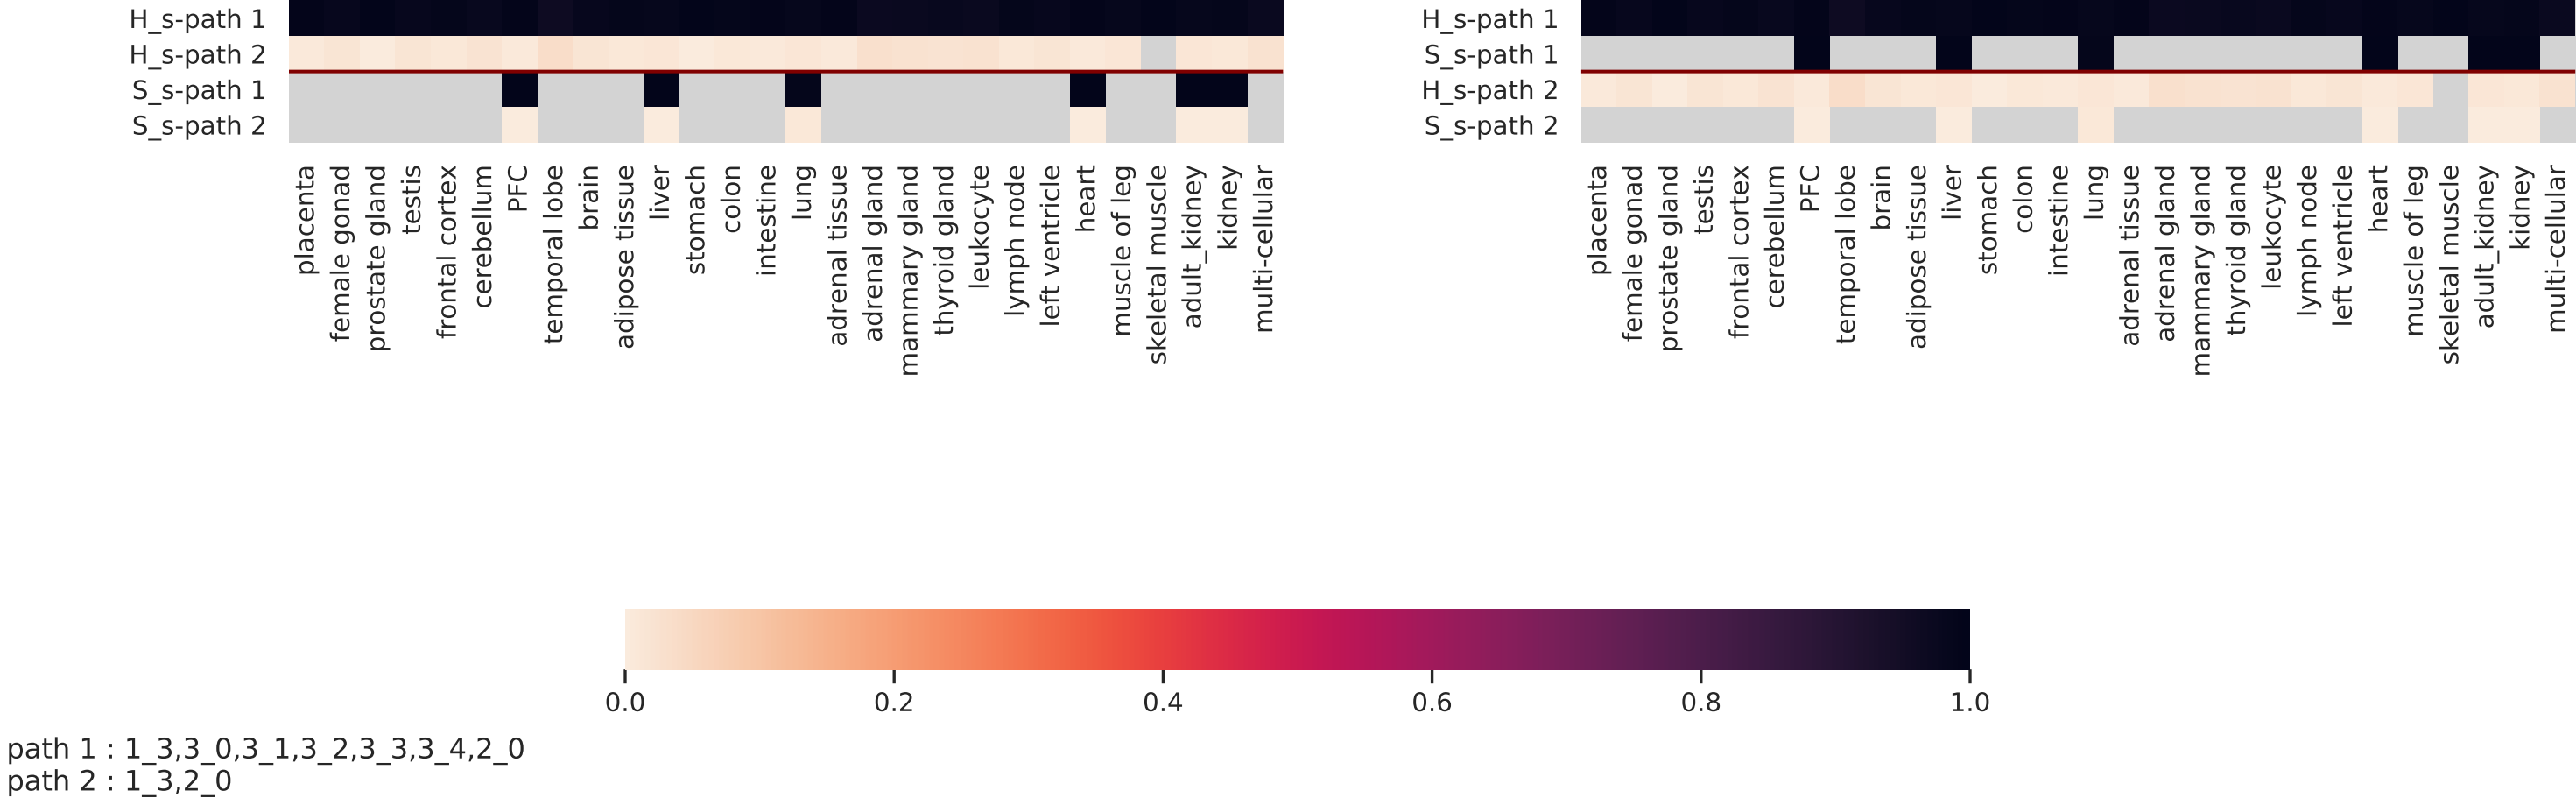 H_s-path 1
H_s-path 2
S_s-path 1
S_s-path 2
placenta
female gonad
prostate gland
testis
frontal cortex
cerebellum
PFC
temporal lobe
brain
adipose tissue
liver
stomach
colon
intestine
lung
adrenal tissue
adrenal gland
mammary gland
thyroid gland
leukocyte
lymph node
left ventricle
heart
muscle of leg
skeletal muscle
adult_kidney
kidney
multi-cellular
H_s-path 1
S_s-path 1
H_s-path 2
S_s-path 2
placenta
female gonad
prostate gland
testis
frontal cortex
cerebellum
PFC
temporal lobe
brain
adipose tissue
liver
stomach
colon
intestine
lung
adrenal tissue
adrenal gland
mammary gland
thyroid gland
leukocyte
lymph node
left ventricle
heart
muscle of leg
skeletal muscle
adult_kidney
kidney
multi-cellular
0.0 0.2 0.4 0.6 0.8 1.0
path 1 : 1_3,3_0,3_1,3_2,3_3,3_4,2_0
path 2 : 1_3,2_0